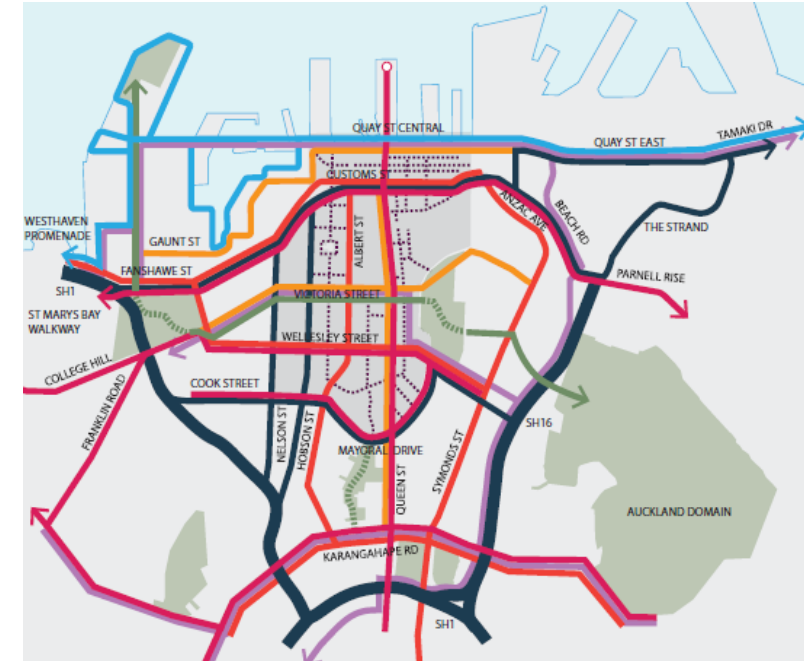 QUAY ST CENTRAL
QUAY ST EAST
TAMAKI DR
CUSTOMS ST
ANZAC AVE
BEACH RD
WESTHAVEN
PROMENADE
GAUNT ST
ALBERT ST
THE STRAND
FANSHAWE ST
PARNELL RISE
SH1
VICTORIA STREET
ST MARYS BAY
WALKWAY
WELLESLEY STREET
COLLEGE HILL
COOK STREET
FRANKLIN ROAD
NELSON ST
HOBSON ST
SH16
MAYORAL DRIVE
SYMONDS ST
QUEEN ST
AUCKLAND DOMAIN
KARANGAHAPE RD
SH1